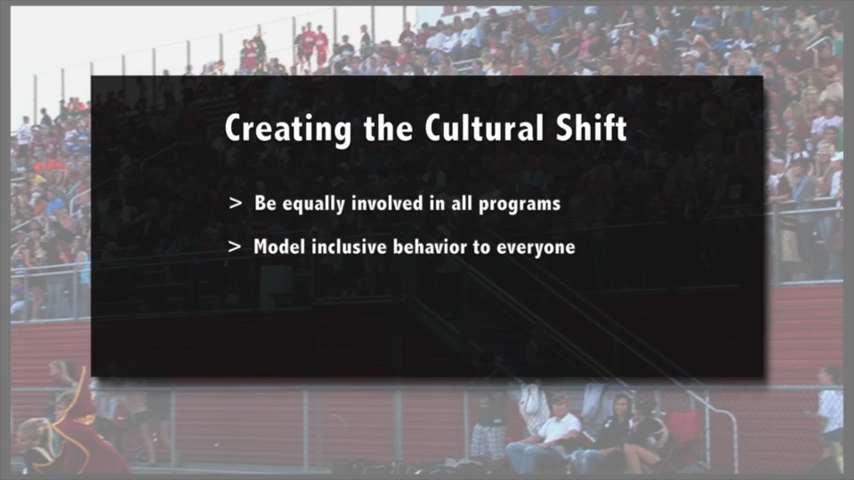 Creating the Cultural Shift
> Be equally involved in all programs
> Model inclusive behavior to everyone